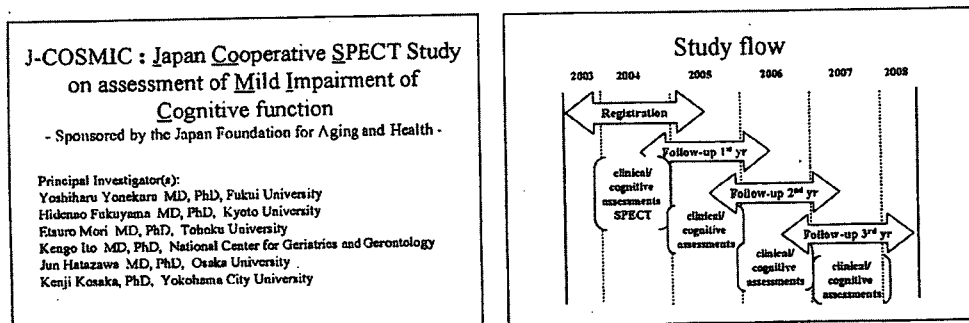 J-COSMIC : Japan Cooperative SPECT Study
on assessment of Mild Impairment of
Cognitive function
- Sponsored by the Japan Foundation for Aging and Health -
Principal Investigator(s):
Yoshiharu Yonekura MD, PhD, Fukui University
Hidenao Fukuyama MD, PhD, Kyoto University
Etsuro Mori MD, PhD, Tohoku University
Kengo Ito MD, PhD, National Center for Geriatrics and Gerontology
Jun Hatazawa MD, PhD, Osaka University
Kenji Kosaka, PhD, Yokohama City University
Study flow
2003 2004 2005 2006 2007 2008
Registration
Follow-up 1st yr
clinical/
cognitive
assessments
SPECT
Follow-up 2nd yr
clinical/
cognitive
assessments
Follow-up 3rd yr
clinical/
cognitive
assessments
clinical/
cognitive
assessments